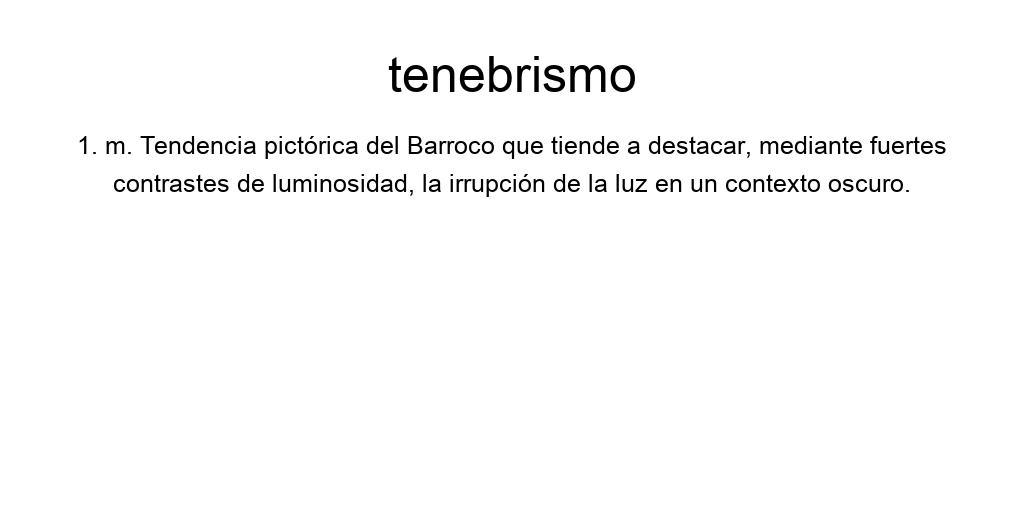 tenebrismo
1. m. Tendencia pictórica del Barroco que tiende a destacar, mediante fuertes
contrastes de luminosidad, la irrupción de la luz en un contexto oscuro.